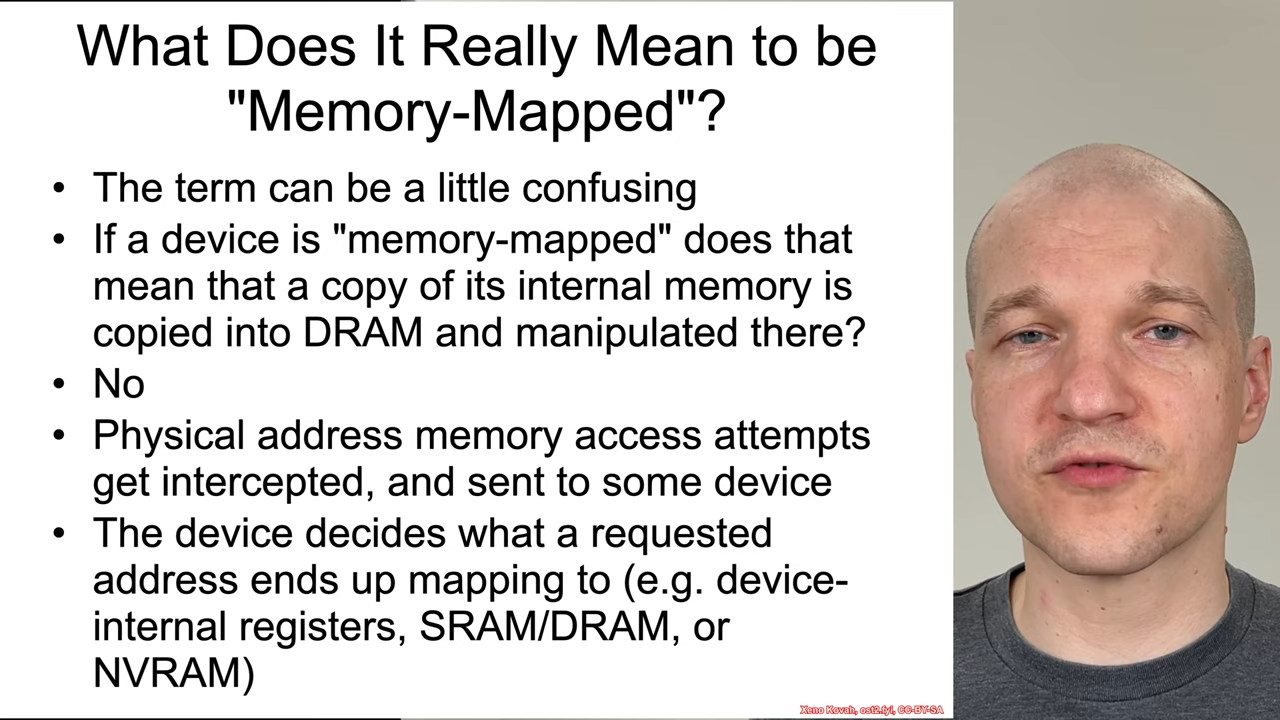 What Does It Really Mean to be
"Memory-Mapped"?
• The term can be a little confusing
• If a device is "memory-mapped" does that
mean that a copy of its internal memory is
copied into DRAM and manipulated there?
• No
• Physical address memory access attempts
get intercepted, and sent to some device
• The device decides what a requested
address ends up mapping to (e.g. device-
internal registers, SRAM/DRAM, or
NVRAM)
Xeno Kovah, ost2.fyi, CC-BY-SA